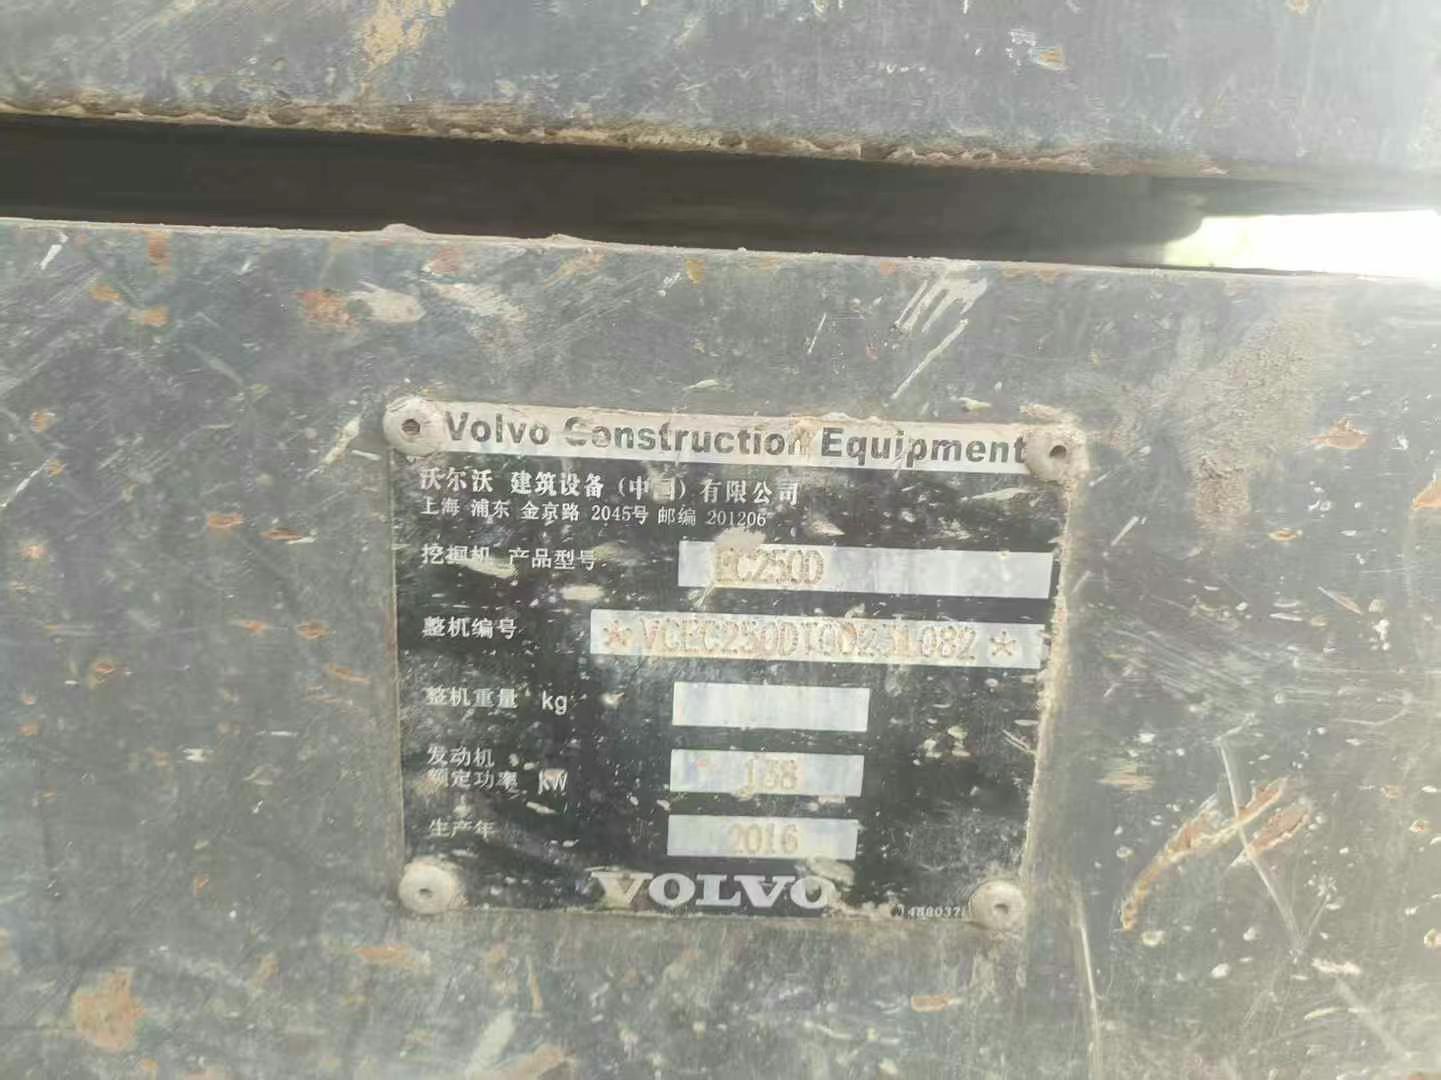 Volvo Construction Equipment
沃尔沃 建筑设备（中国）有限公司
上海 浦东 金京路 2045号 邮编 201206
挖掘机 产品型号 EC250D
整机编号
整机重量 kg
发动机
额定功率 kW 138
生产年 2016
VOLVO